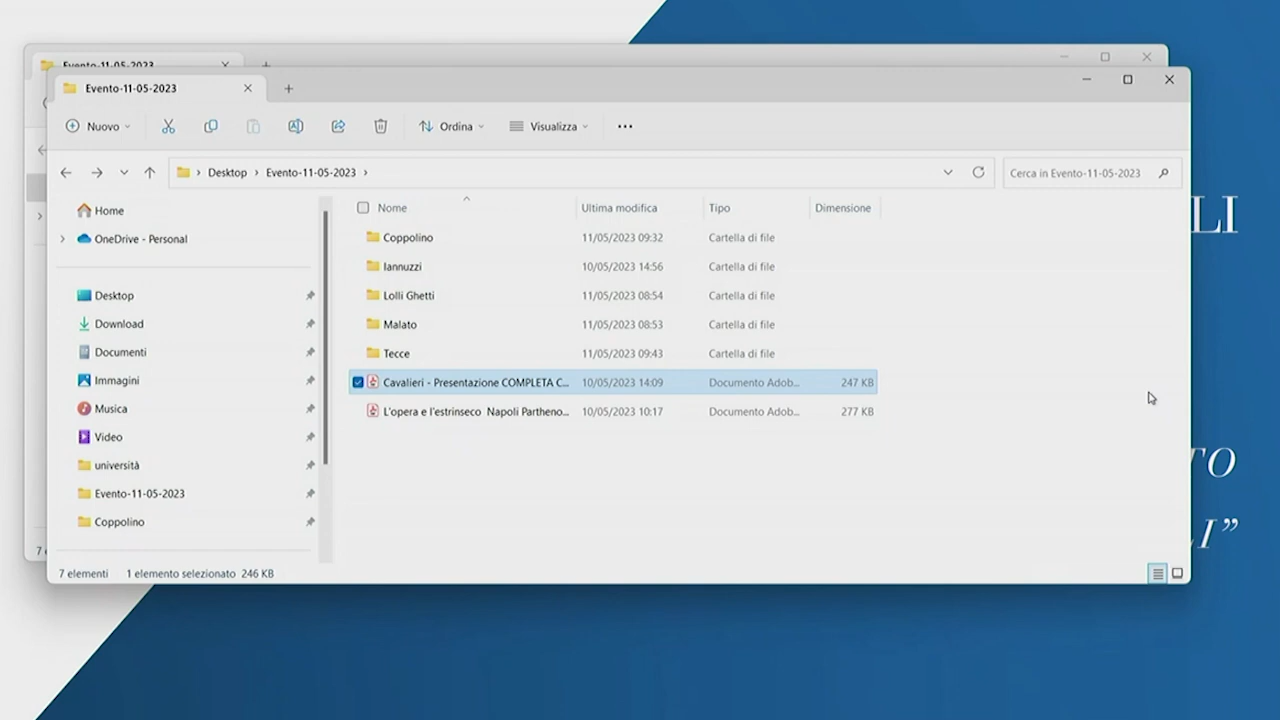 Evento-11-05-2023
Evento-11-05-2023
Nuovo
Ordina
Visualizza
Desktop
Evento-11-05-2023
Cerca in Evento-11-05-2023
Home
OneDrive - Personal
Desktop
Download
Documenti
Immagini
Musica
Video
università
Evento-11-05-2023
Coppolino
Nome Ultima modifica Tipo Dimensione
Coppolino 11/05/2023 09:32 Cartella di file
Iannuzzi 10/05/2023 14:56 Cartella di file
Lolli Ghetti 11/05/2023 08:54 Cartella di file
Malato 11/05/2023 08:53 Cartella di file
Tecce 11/05/2023 09:43 Cartella di file
Cavalieri - Presentazione COMPLETA C... 10/05/2023 14:09 Documento Adob... 247 KB
L'opera e l'estrinseco Napoli Partheno... 10/05/2023 10:17 Documento Adob... 277 KB
7 elementi 1 elemento selezionato 246 KB
7
LI
TO
LI”